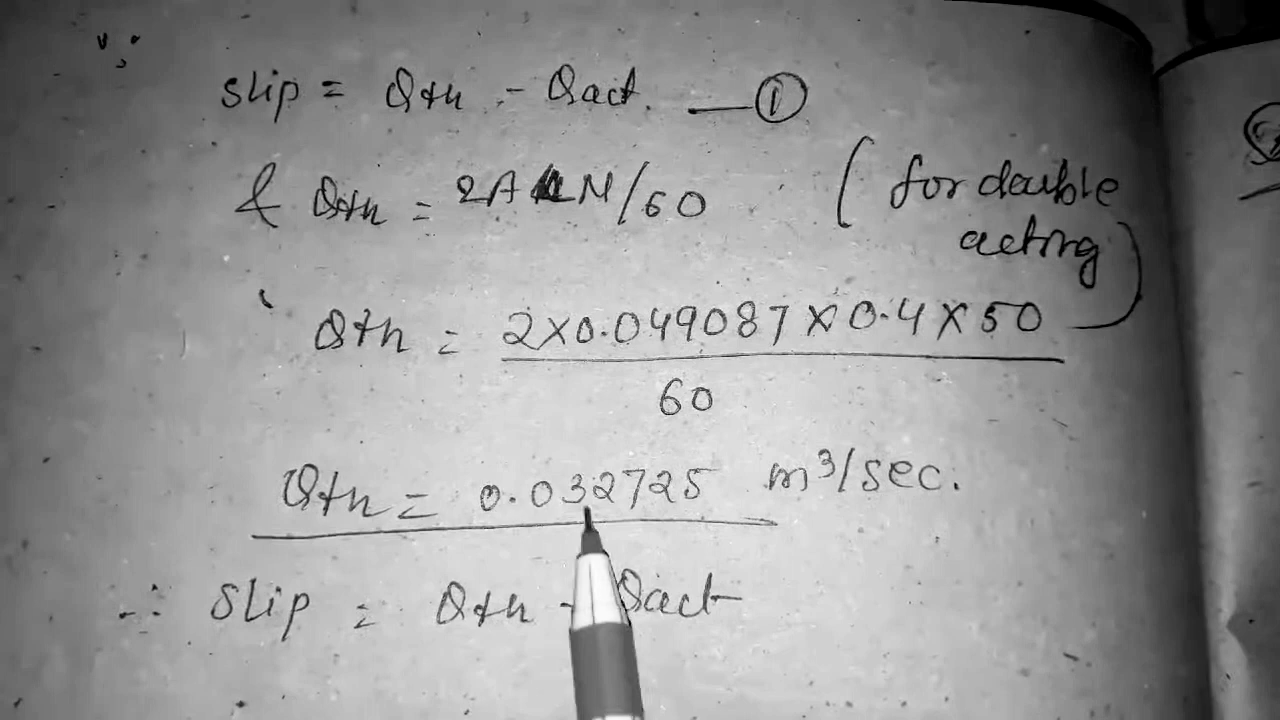 slip = Qth - Qact. — ①
& Qth = 2ALN/60 (for double
acting)
Qth = 2×0.049087×0.4×50
60
Qth = 0.032725 m³/sec.
∴ Slip = Qth - Qact